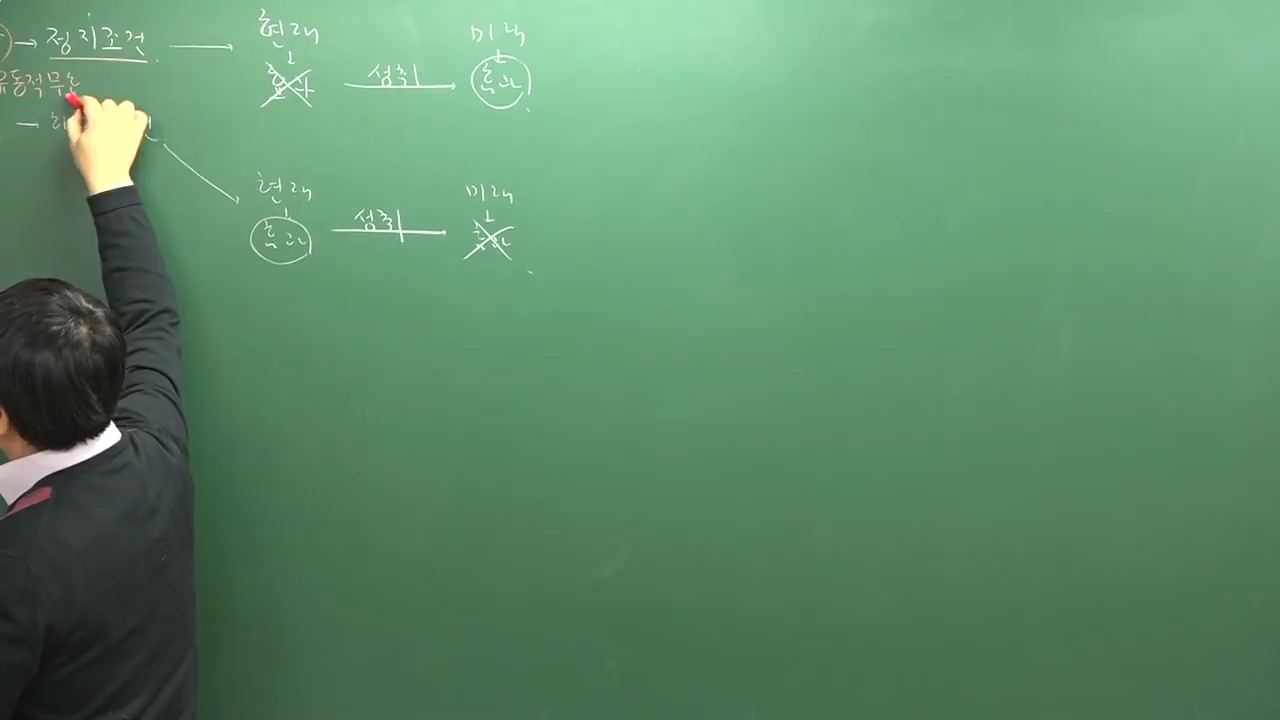 → 정지조건 → 현재 미래
↓ ↓
효과 성취 → 효과
유동적무효
→
현재 미래
↓ ↓
효과 성취 → 효과